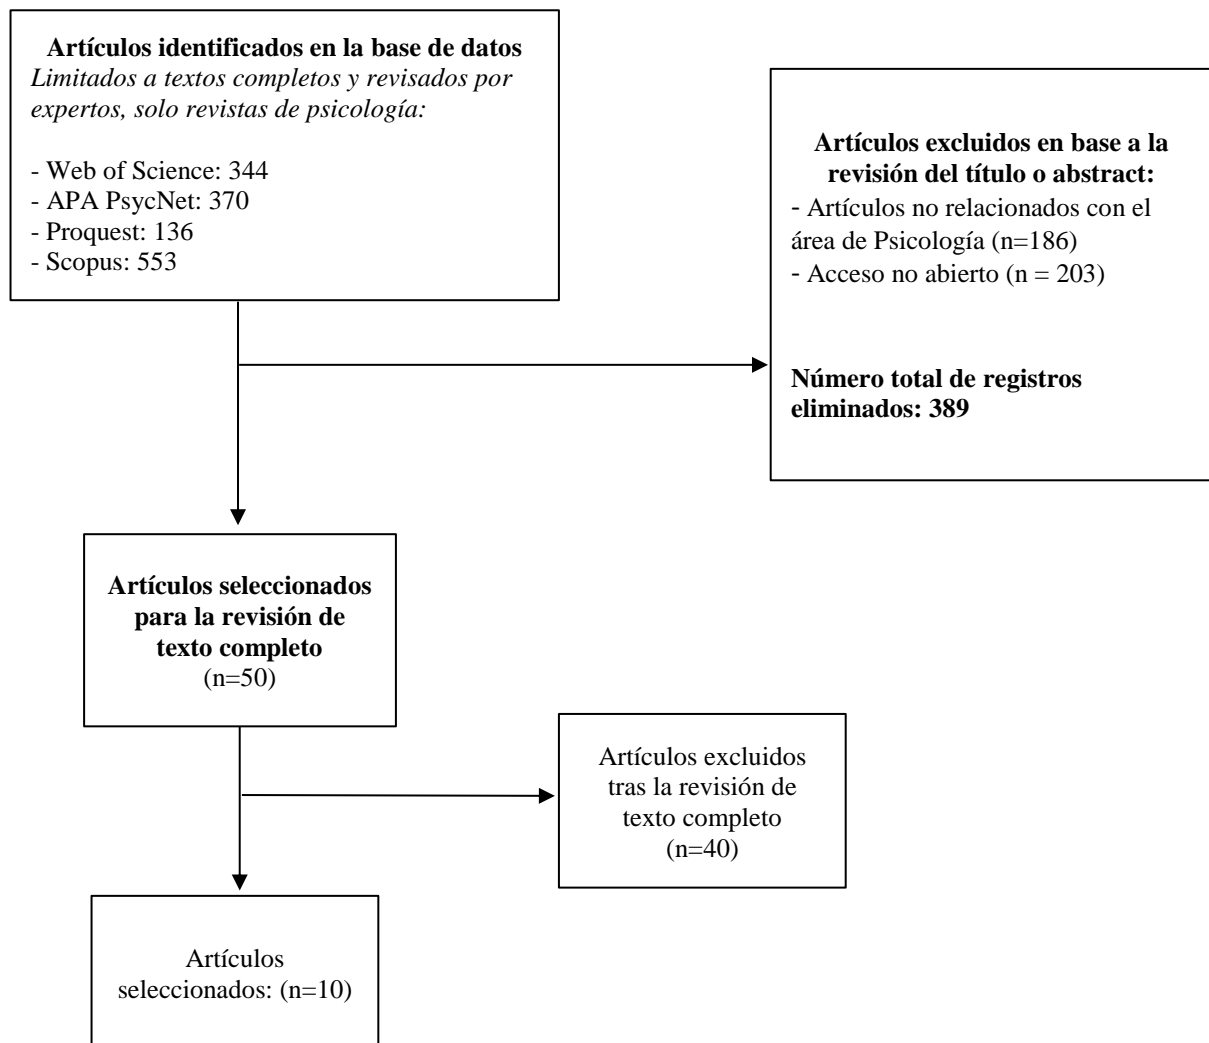 Artículos identificados en la base de datos
Limitados a textos completos y revisados por
expertos, solo revistas de psicología:
- Web of Science: 344
- APA PsycNet: 370
- Proquest: 136
- Scopus: 553
Artículos excluidos en base a la
revisión del título o abstract:
- Artículos no relacionados con el
área de Psicología (n=186)
- Acceso no abierto (n = 203)
Número total de registros
eliminados: 389
Artículos seleccionados
para la revisión de
texto completo
(n=50)
Artículos excluidos
tras la revisión de
texto completo
(n=40)
Artículos
seleccionados: (n=10)